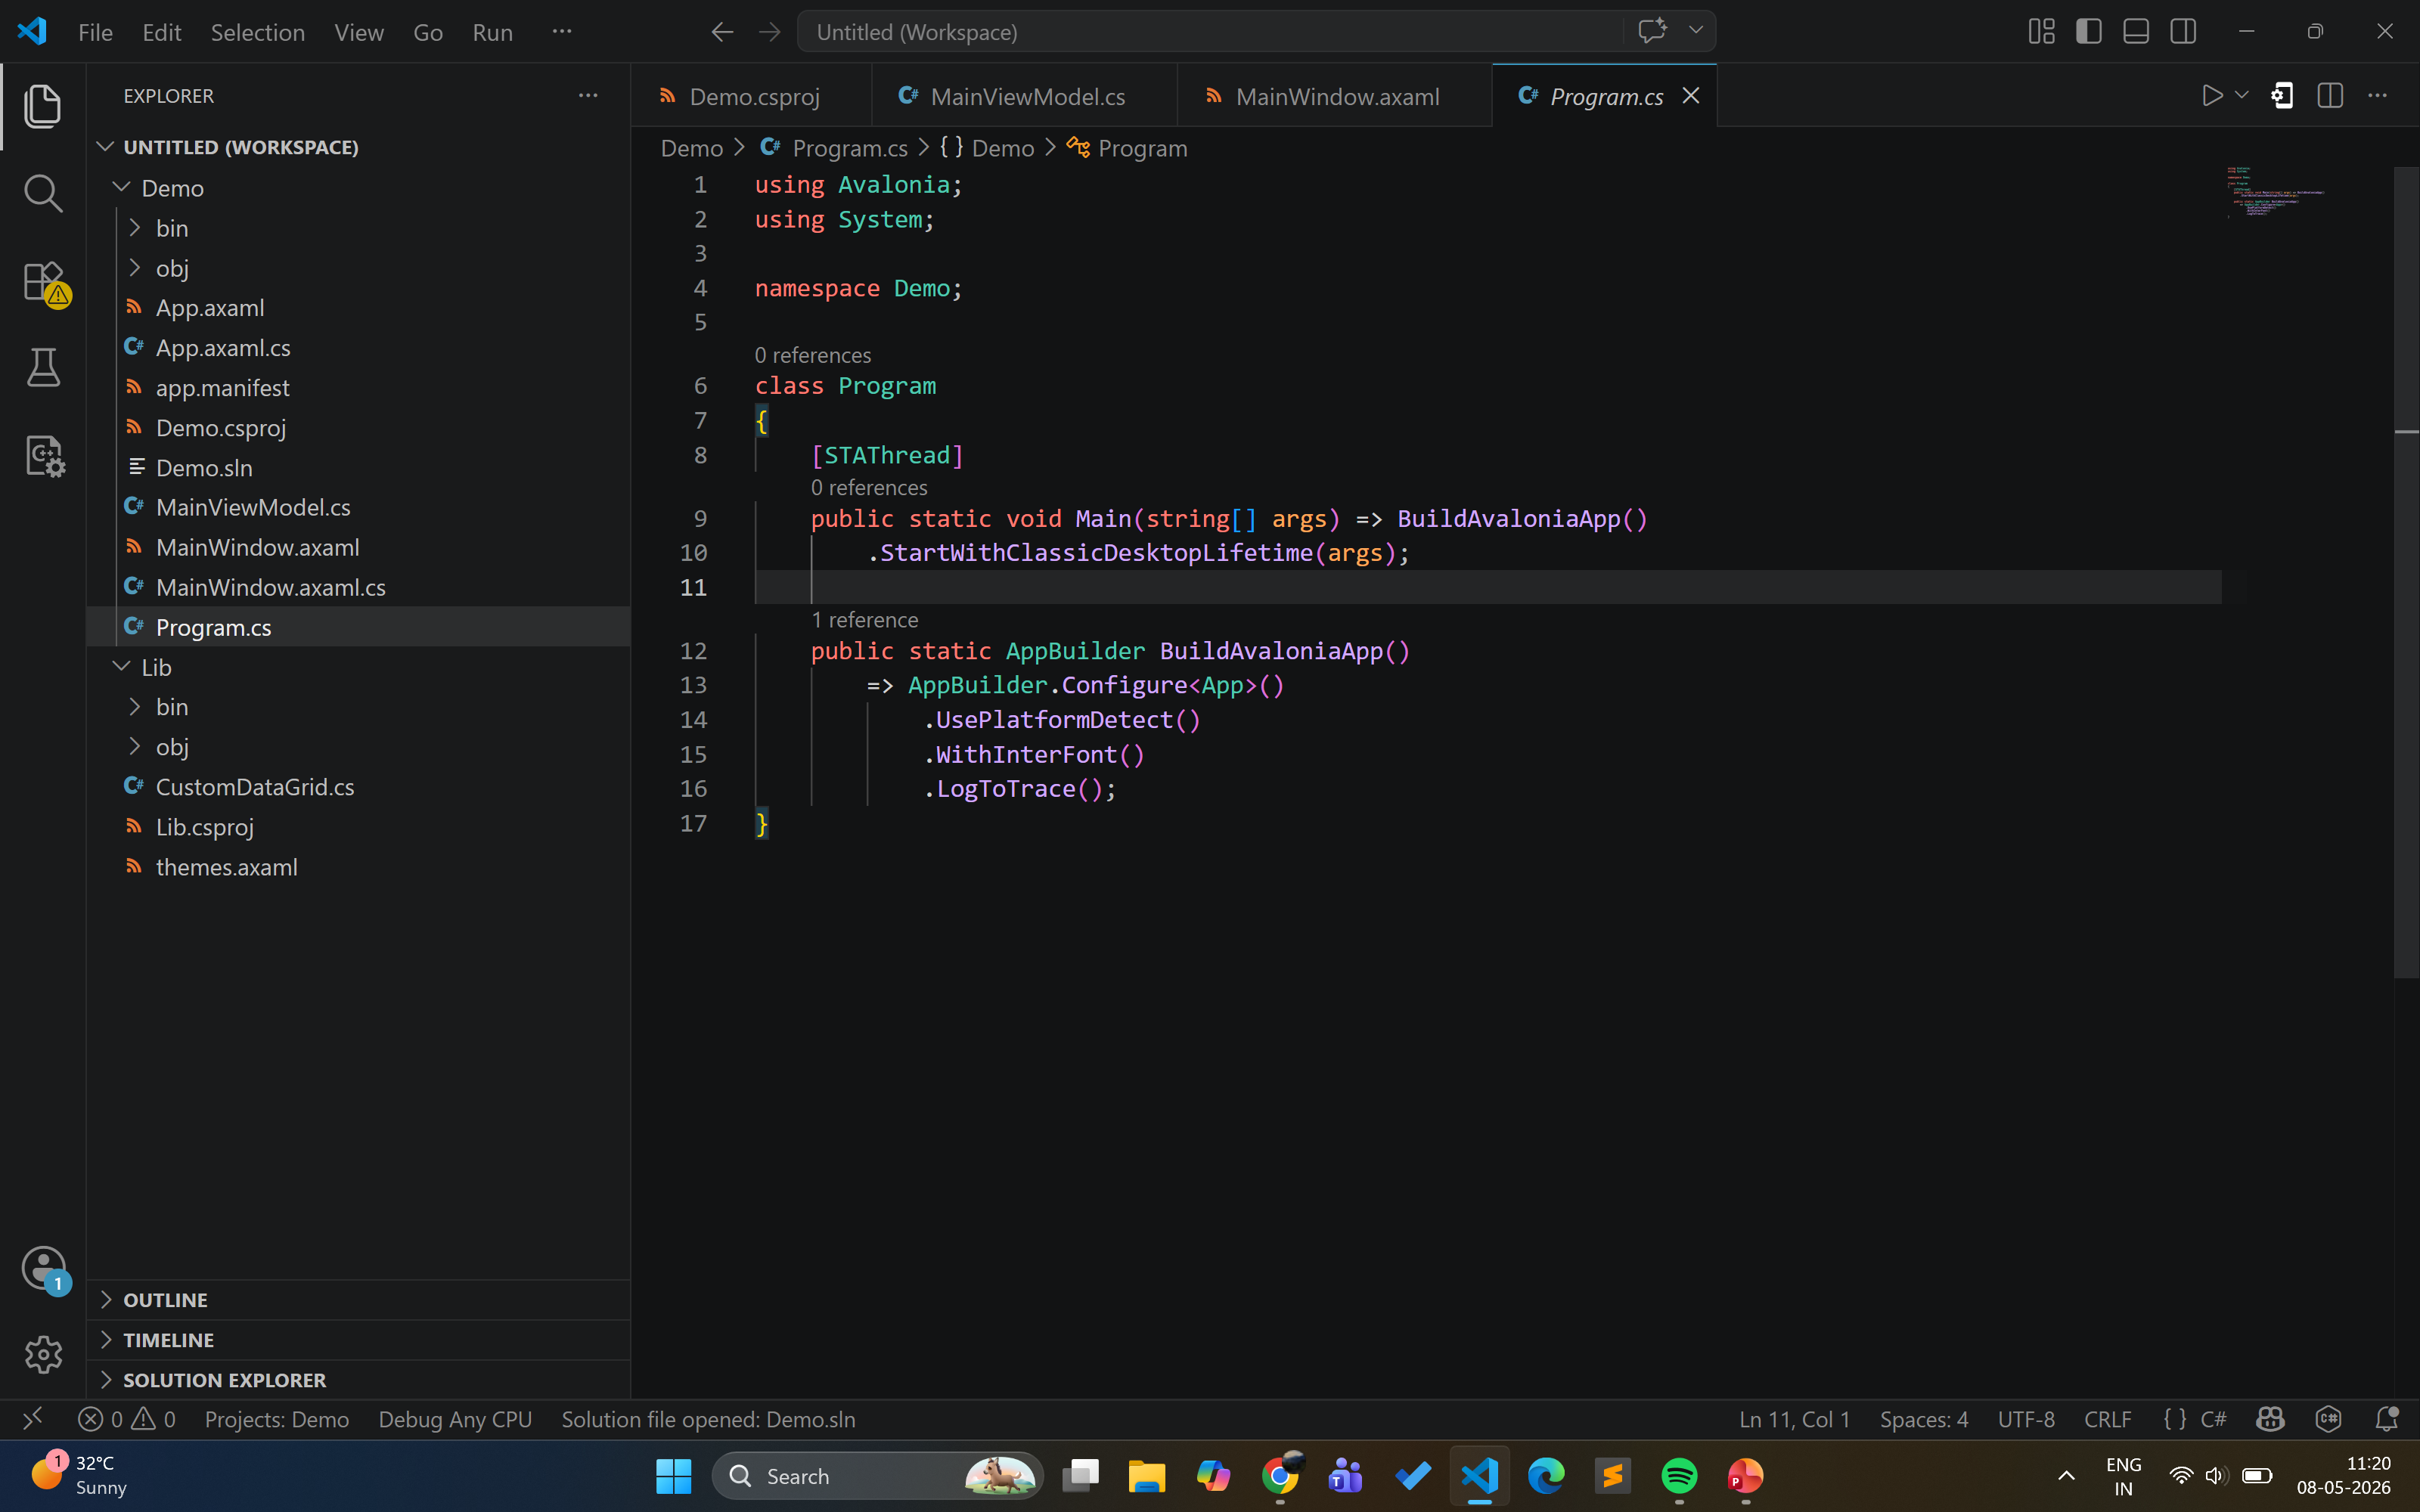 File Edit Selection View Go Run ···
Untitled (Workspace)
EXPLORER
UNTITLED (WORKSPACE)
Demo
bin
obj
App.axaml
App.axaml.cs
app.manifest
Demo.csproj
Demo.sln
MainViewModel.cs
MainWindow.axaml
MainWindow.axaml.cs
Program.cs
Lib
bin
obj
CustomDataGrid.cs
Lib.csproj
themes.axaml
OUTLINE
TIMELINE
SOLUTION EXPLORER
Demo.csproj MainViewModel.cs MainWindow.axaml Program.cs
Demo > Program.cs > { } Demo > Program
1 using Avalonia;
2 using System;
3
4 namespace Demo;
5
0 references
6 class Program
7 {
8 [STAThread]
0 references
9 public static void Main(string[] args) => BuildAvaloniaApp()
10 .StartWithClassicDesktopLifetime(args);
11
1 reference
12 public static AppBuilder BuildAvaloniaApp()
13 => AppBuilder.Configure<App>()
14 .UsePlatformDetect()
15 .WithInterFont()
16 .LogToTrace();
17 }
1
0 0 Projects: Demo Debug Any CPU Solution file opened: Demo.sln Ln 11, Col 1 Spaces: 4 UTF-8 CRLF { } C#
1
32°C
Sunny
Search
ENG
IN
11:20
08-05-2026